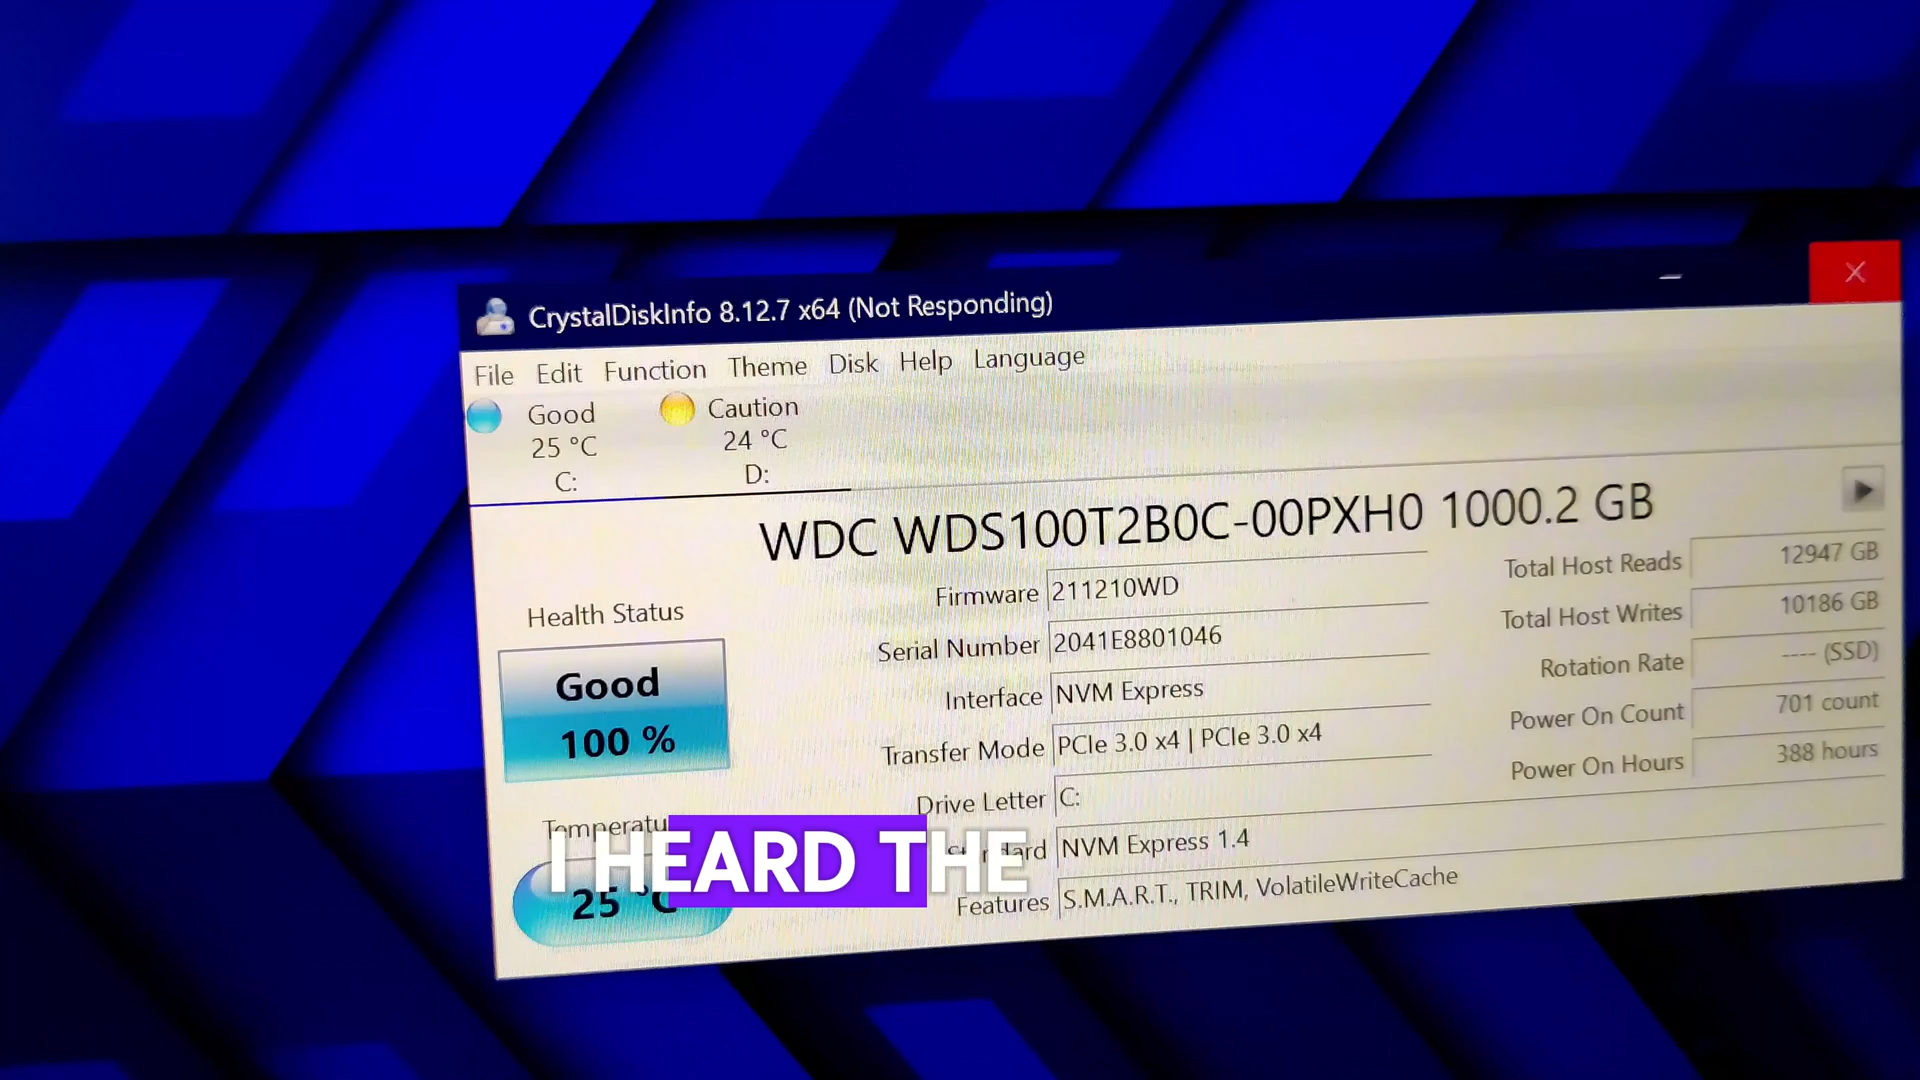 CrystalDiskInfo 8.12.7 x64 (Not Responding)
File Edit Function Theme Disk Help Language
Good Caution
25 °C 24 °C
C: D:
WDC WDS100T2B0C-00PXH0 1000.2 GB
Firmware 211210WD
Total Host Reads 12947 GB
Health Status
Serial Number 2041E8801046
Total Host Writes 10186 GB
Good
100 %
Interface NVM Express
Rotation Rate ---- (SSD)
Transfer Mode PCIe 3.0 x4 | PCIe 3.0 x4
Power On Count 701 count
Drive Letter C:
Power On Hours 388 hours
NVM Express 1.4
I HEARD THE
25 °C
Features S.M.A.R.T., TRIM, VolatileWriteCache